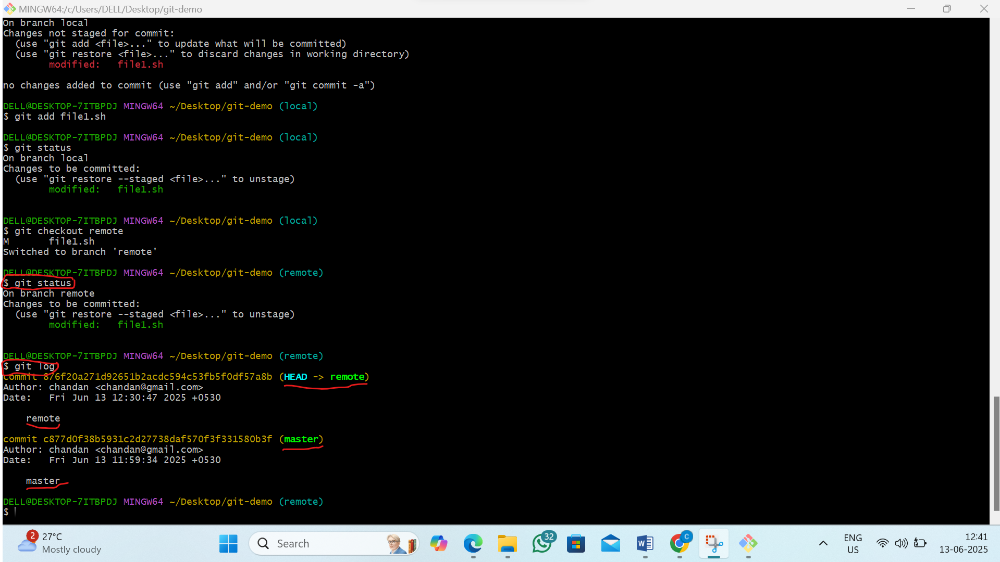 MINGW64:/c/Users/DELL/Desktop/git-demo
On branch local
Changes not staged for commit:
  (use "git add <file>..." to update what will be committed)
  (use "git restore <file>..." to discard changes in working directory)
        modified:   file1.sh

no changes added to commit (use "git add" and/or "git commit -a")

DELL@DESKTOP-7ITBPDJ MINGW64 ~/Desktop/git-demo (local)
$ git add file1.sh

DELL@DESKTOP-7ITBPDJ MINGW64 ~/Desktop/git-demo (local)
$ git status
On branch local
Changes to be committed:
  (use "git restore --staged <file>..." to unstage)
        modified:   file1.sh

DELL@DESKTOP-7ITBPDJ MINGW64 ~/Desktop/git-demo (local)
$ git checkout remote
M       file1.sh
Switched to branch 'remote'

DELL@DESKTOP-7ITBPDJ MINGW64 ~/Desktop/git-demo (remote)
$ git status
On branch remote
Changes to be committed:
  (use "git restore --staged <file>..." to unstage)
        modified:   file1.sh

DELL@DESKTOP-7ITBPDJ MINGW64 ~/Desktop/git-demo (remote)
$ git log
commit 876f20a271d92651b2acdc594c53fb5f0df57a8b (HEAD -> remote)
Author: chandan <chandan@gmail.com>
Date:   Fri Jun 13 12:30:47 2025 +0530

    remote

commit c877d0f38b5931c2d27738daf570f3f331580b3f (master)
Author: chandan <chandan@gmail.com>
Date:   Fri Jun 13 11:59:34 2025 +0530

    master

DELL@DESKTOP-7ITBPDJ MINGW64 ~/Desktop/git-demo (remote)
$
2
27°C
Mostly cloudy
Search
32
W
C
ENG
US
12:41
13-06-2025